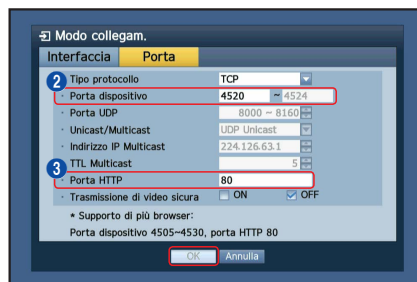 Modo collegam.
Interfaccia Porta
2
Tipo protocollo TCP
Porta dispositivo 4520 ~ 4524
Porta UDP 8000 ~ 8160
Unicast/Multicast UDP Unicast
Indirizzo IP Multicast 224.126.63.1
TTL Multicast 5
3
Porta HTTP 80
Trasmissione di video sicura ON OFF
* Supporto di più browser:
Porta dispositivo 4505~4530, porta HTTP 80
OK Annulla